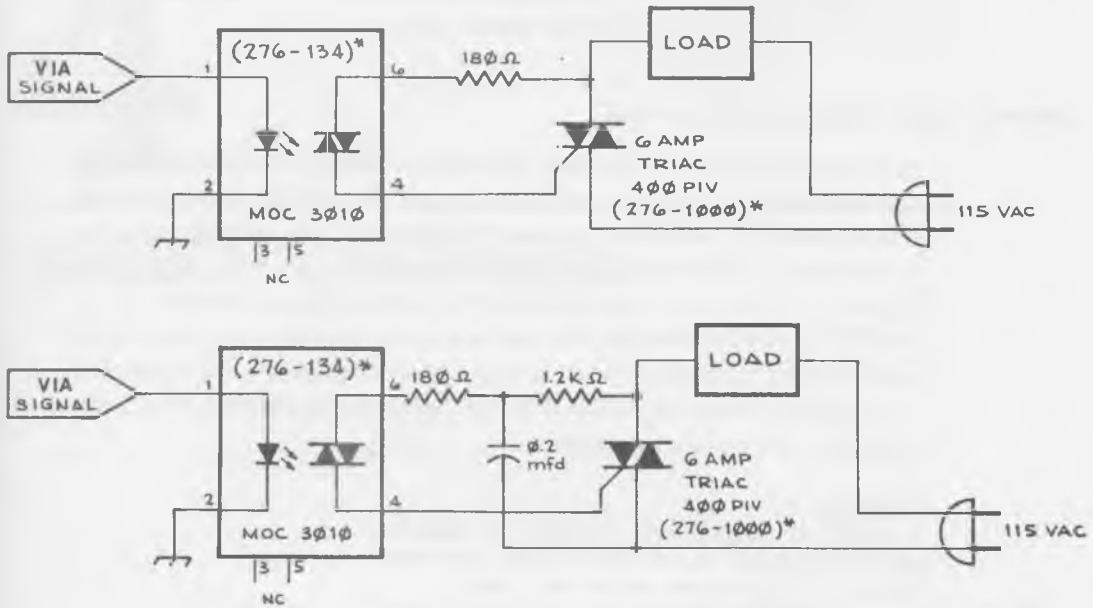 (276-134)*
VIA
SIGNAL
1
6
180Ω
LOAD
2
4
MOC 3010
3 5
NC
6 AMP
TRIAC
400 PIV
(276-1000)*
115 VAC
(276-134)*
VIA
SIGNAL
1
6
180Ω
1.2K Ω
LOAD
0.2
mfd
2
4
MOC 3010
3 5
NC
6 AMP
TRIAC
400 PIV
(276-1000)*
115 VAC